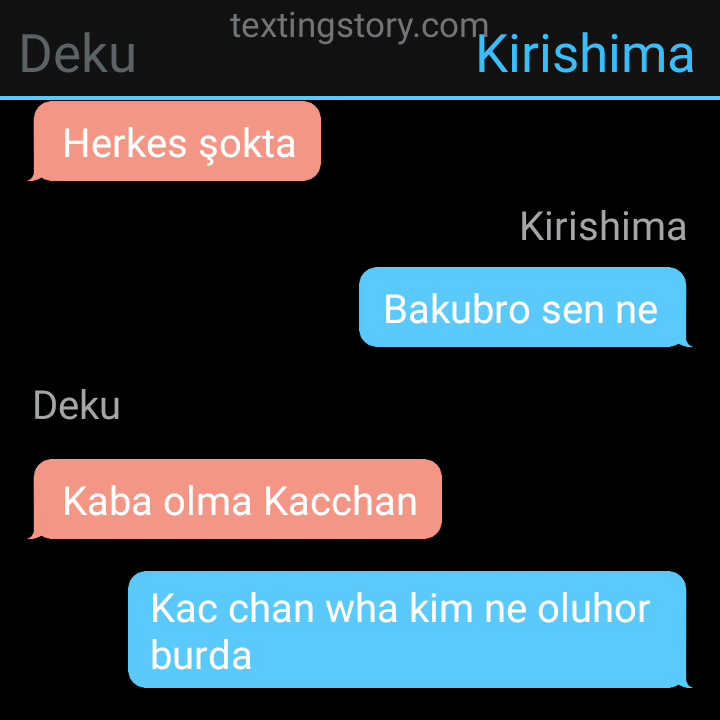 textingstory.com
Deku
Kirishima
Herkes şokta
Kirishima
Bakubro sen ne
Deku
Kaba olma Kacchan
Kac chan wha kim ne oluhor
burda